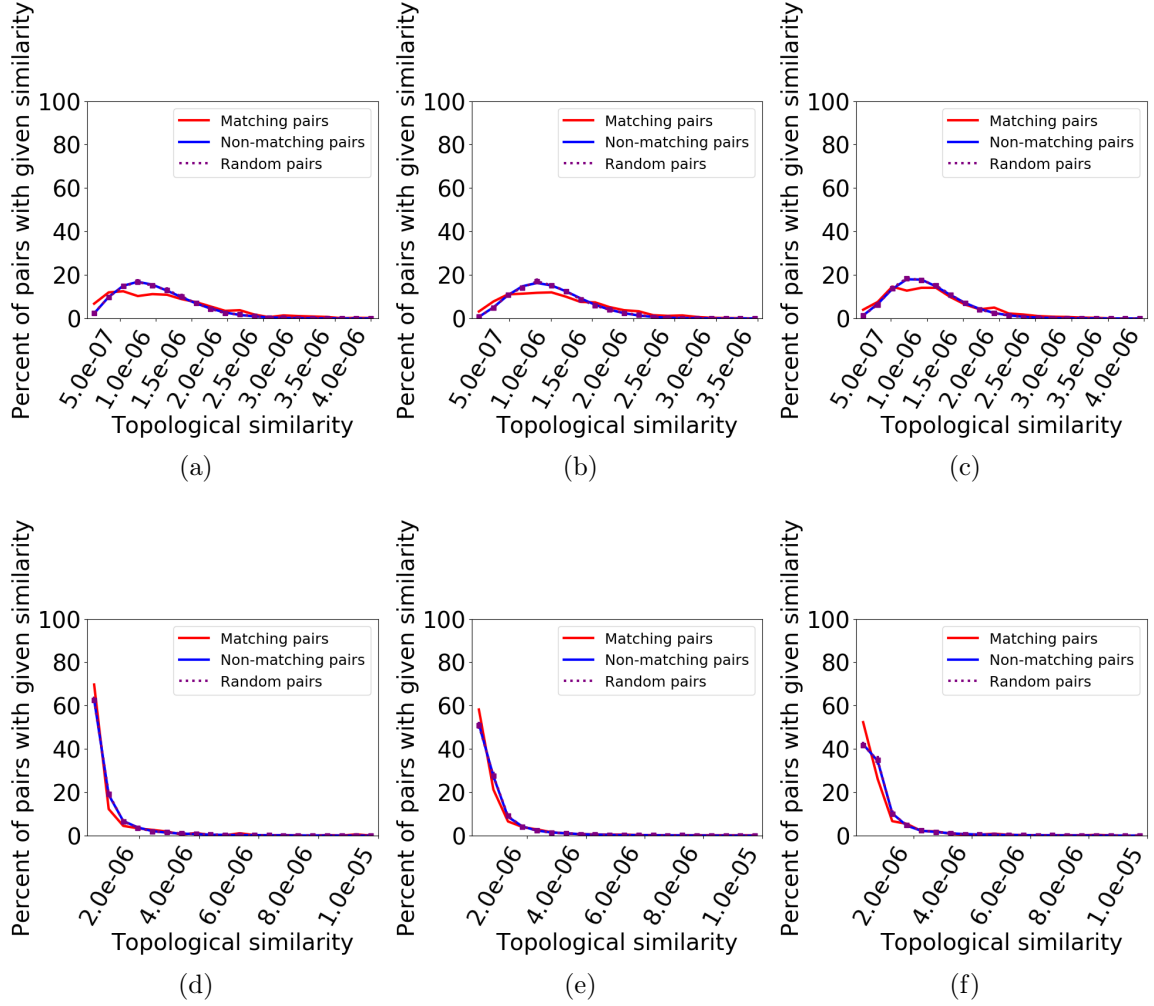 Percent of pairs with given similarity
100
80
60
40
20
0
Matching pairs
Non-matching pairs
Random pairs
5.0e-07
1.0e-06
1.5e-06
2.0e-06
2.5e-06
3.0e-06
3.5e-06
4.0e-06
Topological similarity
(a)
Percent of pairs with given similarity
100
80
60
40
20
0
Matching pairs
Non-matching pairs
Random pairs
5.0e-07
1.0e-06
1.5e-06
2.0e-06
2.5e-06
3.0e-06
3.5e-06
Topological similarity
(b)
Percent of pairs with given similarity
100
80
60
40
20
0
Matching pairs
Non-matching pairs
Random pairs
5.0e-07
1.0e-06
1.5e-06
2.0e-06
2.5e-06
3.0e-06
3.5e-06
4.0e-06
Topological similarity
(c)
Percent of pairs with given similarity
100
80
60
40
20
0
Matching pairs
Non-matching pairs
Random pairs
2.0e-06
4.0e-06
6.0e-06
8.0e-06
1.0e-05
Topological similarity
(d)
Percent of pairs with given similarity
100
80
60
40
20
0
Matching pairs
Non-matching pairs
Random pairs
2.0e-06
4.0e-06
6.0e-06
8.0e-06
1.0e-05
Topological similarity
(e)
Percent of pairs with given similarity
100
80
60
40
20
0
Matching pairs
Non-matching pairs
Random pairs
2.0e-06
4.0e-06
6.0e-06
8.0e-06
1.0e-05
Topological similarity
(f)